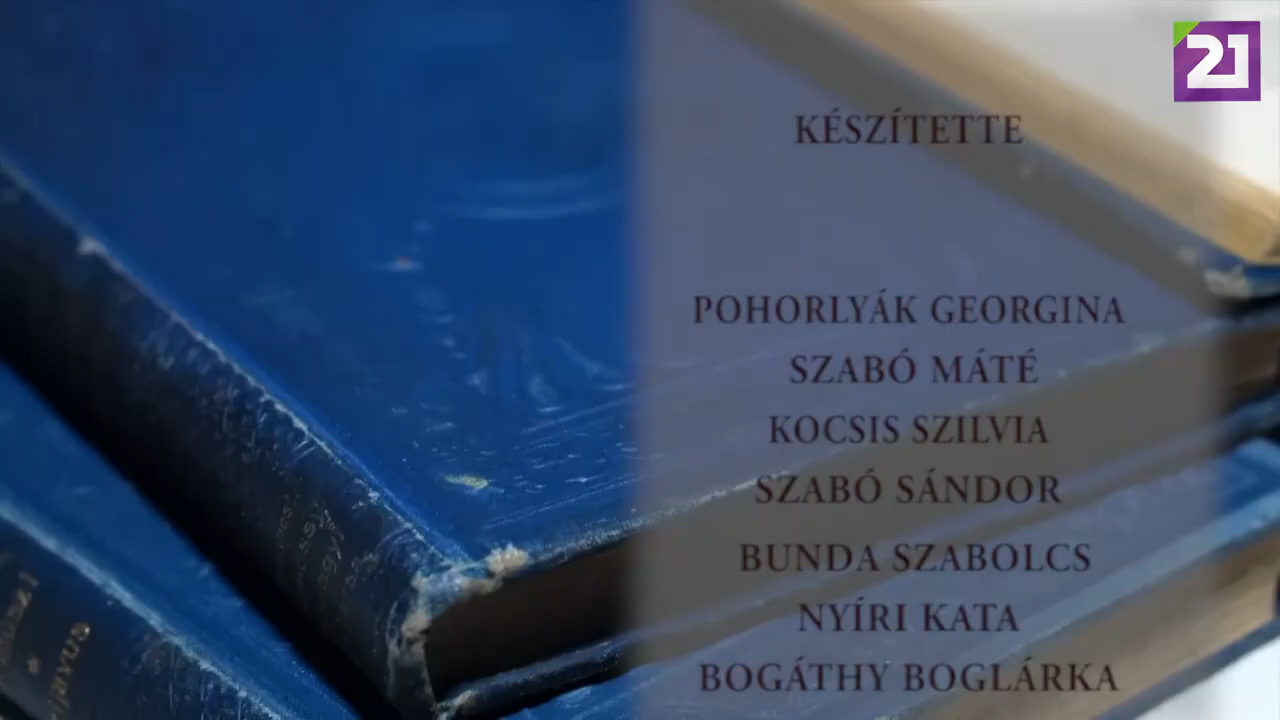 21
KÉSZÍTETTE
POHORLYÁK GEORGINA
SZABÓ MÁTÉ
KOCSIS SZILVIA
SZABÓ SÁNDOR
BUNDA SZABOLCS
NYÍRI KATA
BOGÁTHY BOGLÁRKA